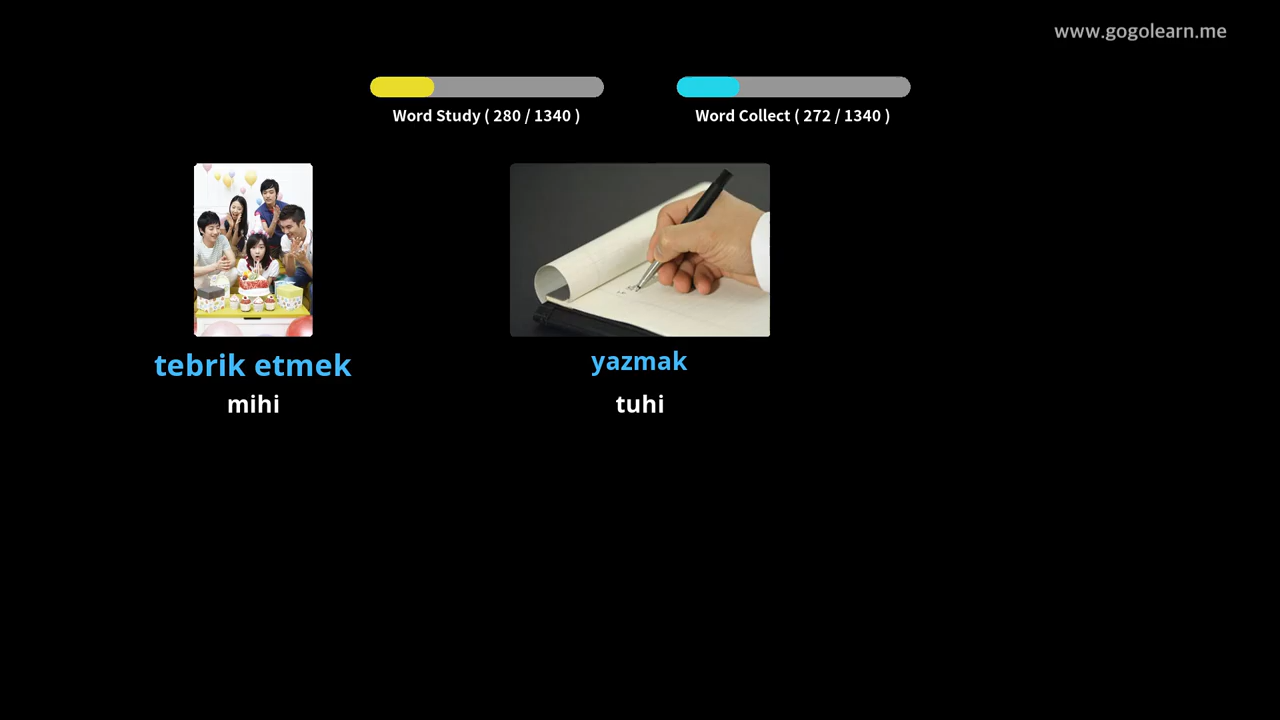 www.gogolearn.me
Word Study ( 280 / 1340 )
Word Collect ( 272 / 1340 )
tebrik etmek
mihi
yazmak
tuhi